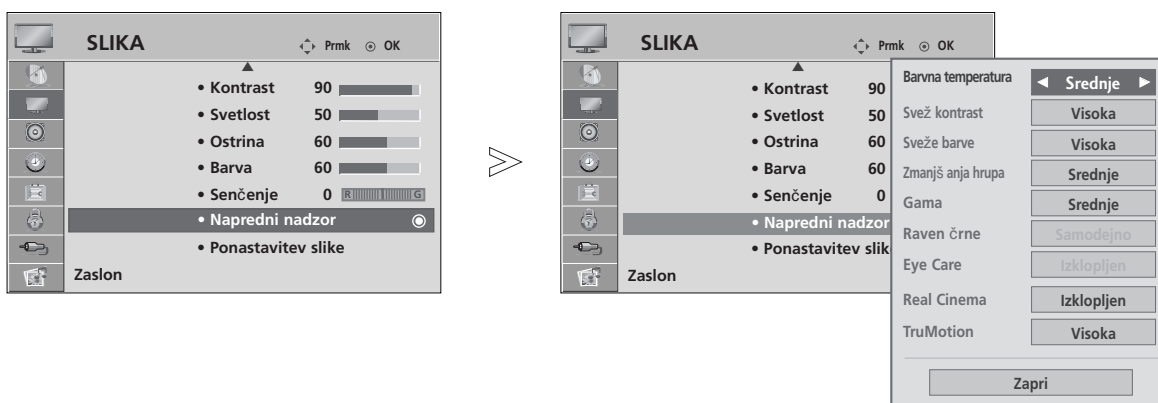 SLIKA Prmk OK
• Kontrast 90
• Svetlost 50
• Ostrina 60
• Barva 60
• Senčenje 0 R G
• Napredni nadzor
• Ponastavitev slike
Zaslon
SLIKA Prmk OK
• Kontrast 90
• Svetlost 50
• Ostrina 60
• Barva 60
• Senčenje 0
• Napredni nadzor
• Ponastavitev slik
Zaslon
Barvna temperatura Srednje
Svež kontrast Visoka
Sveže barve Visoka
Zmanjš anja hrupa Srednje
Gama Srednje
Raven črne Samodejno
Eye Care Izklopljen
Real Cinema Izklopljen
TruMotion Visoka
Zapri